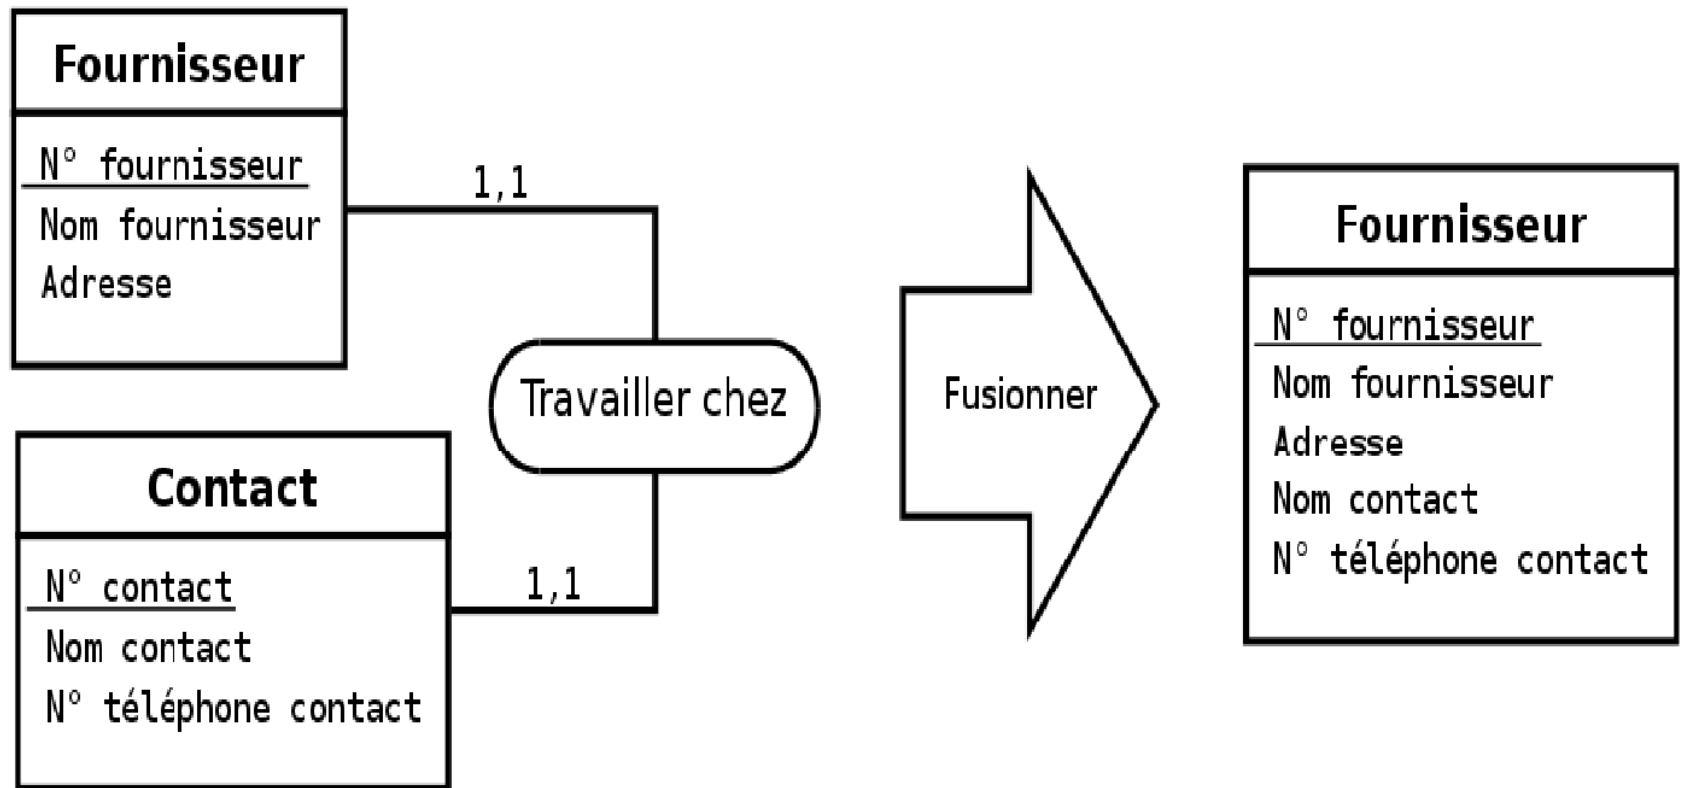 Fournisseur
N° fournisseur
Nom fournisseur
Adresse
1,1
Travailler chez
Contact
N° contact
Nom contact
N° téléphone contact
1,1
Fusionner
Fournisseur
N° fournisseur
Nom fournisseur
Adresse
Nom contact
N° téléphone contact